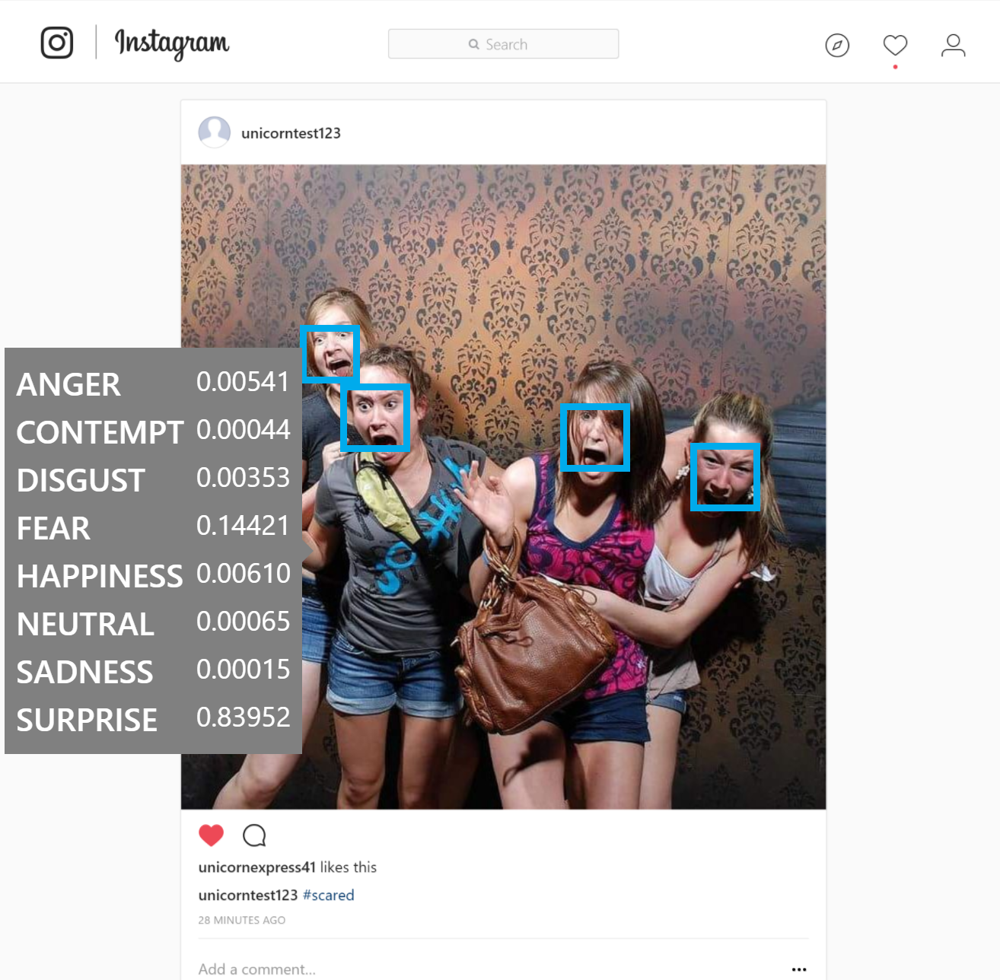 Instagram
Search
unicorntest123
ANGER 0.00541
CONTEMPT 0.00044
DISGUST 0.00353
FEAR 0.14421
HAPPINESS 0.00610
NEUTRAL 0.00065
SADNESS 0.00015
SURPRISE 0.83952
unicornexpress41 likes this
unicorntest123 #scared
28 MINUTES AGO
Add a comment...